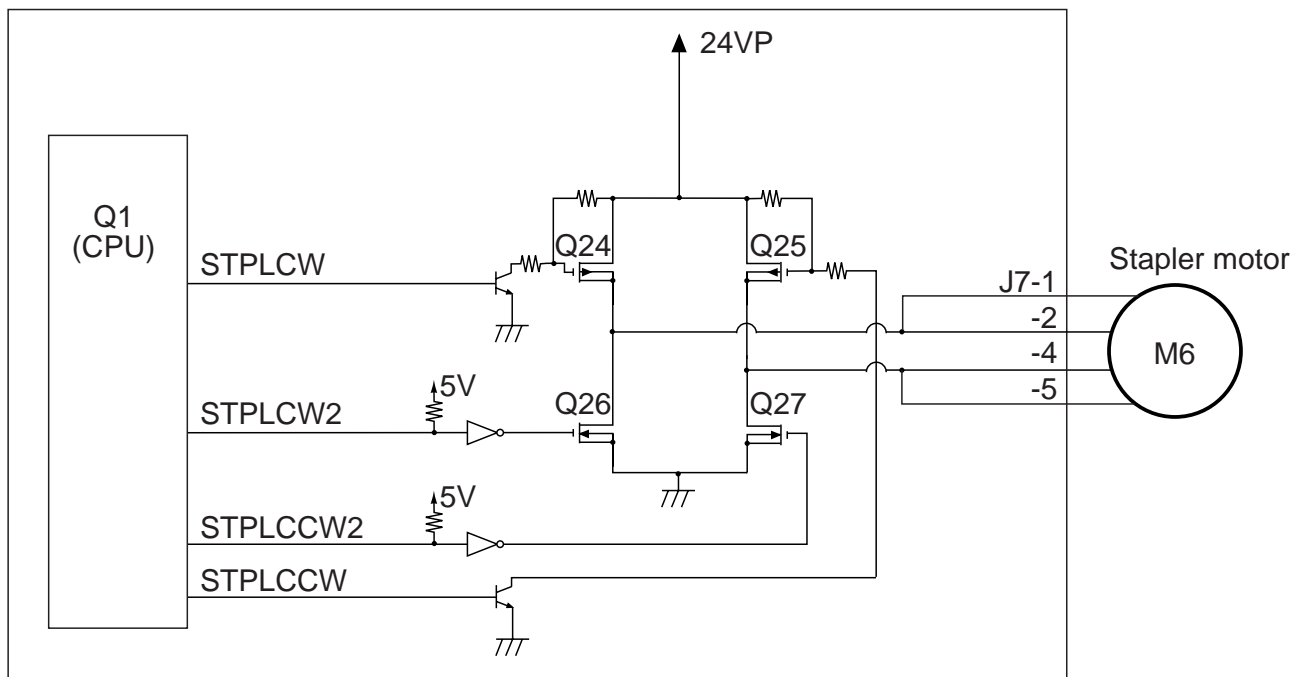 24VP
Q1
(CPU)
STPLCW
Q24
Q25
Stapler motor
J7-1
-2
-4
-5
M6
5V
STPLCW2
Q26
Q27
5V
STPLCCW2
STPLCCW